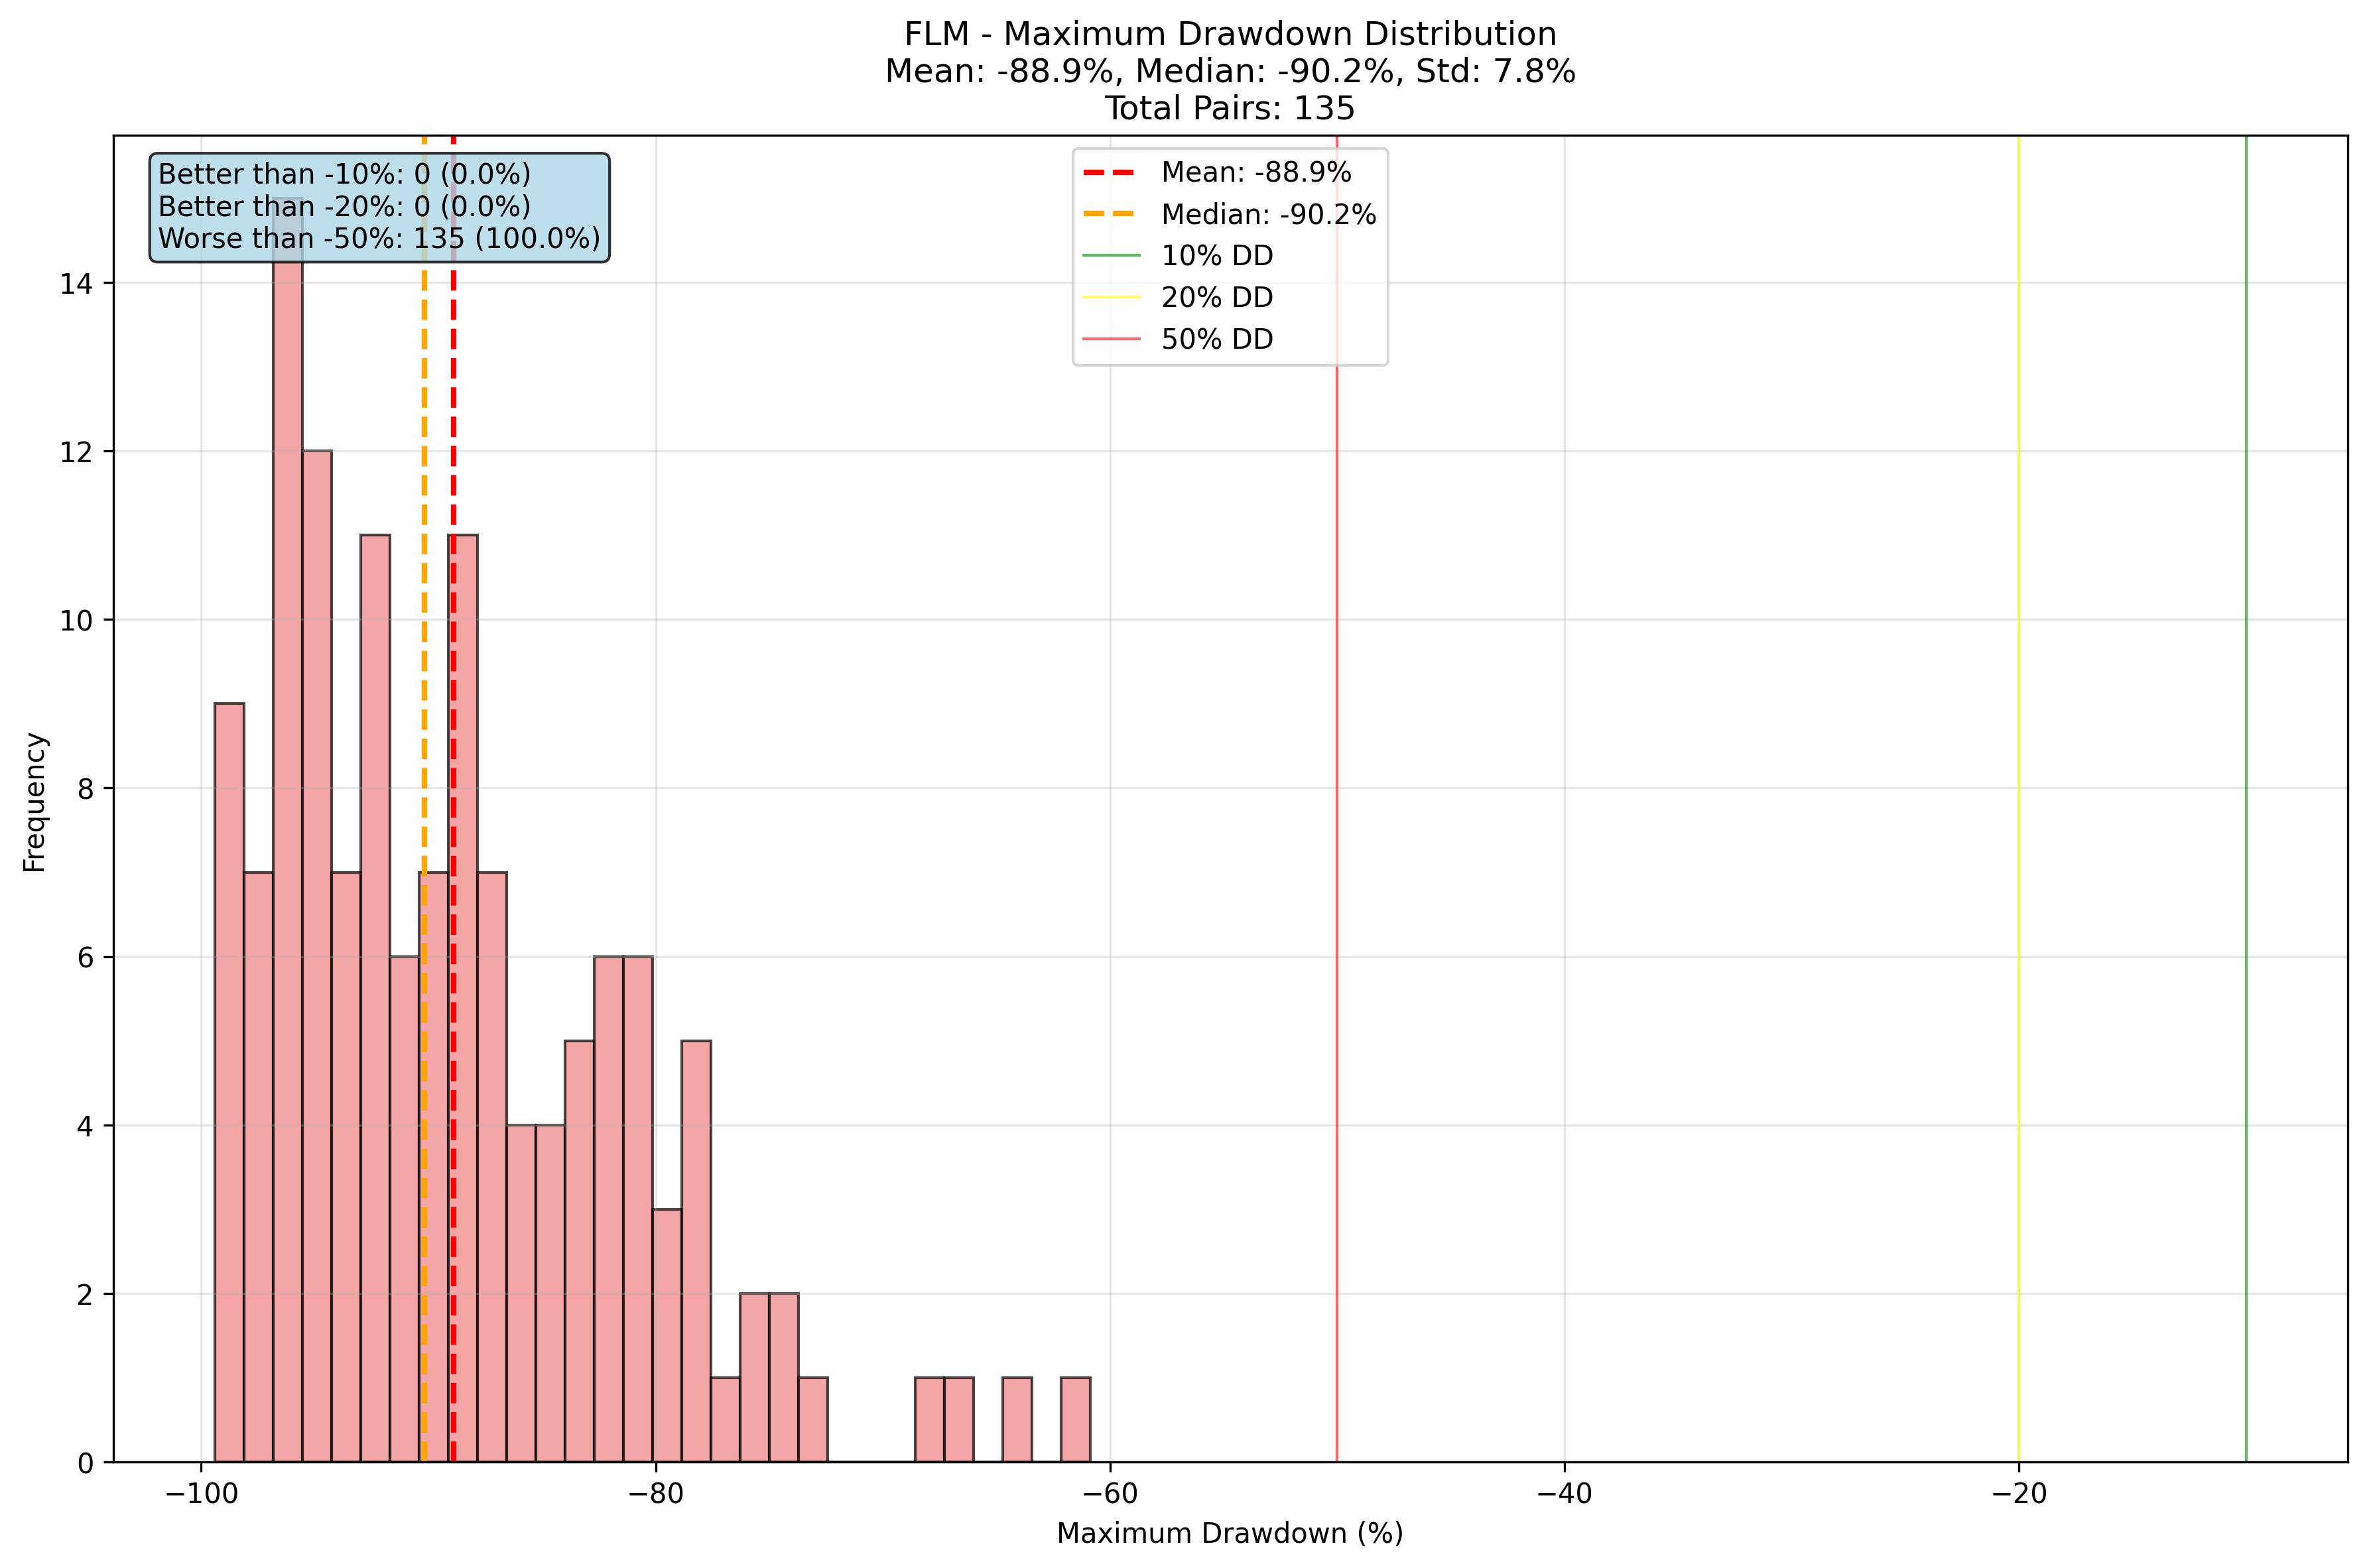 FLM - Maximum Drawdown Distribution
Mean: -88.9%, Median: -90.2%, Std: 7.8%
Total Pairs: 135
Better than -10%: 0 (0.0%)
Better than -20%: 0 (0.0%)
Worse than -50%: 135 (100.0%)
Mean: -88.9%
Median: -90.2%
10% DD
20% DD
50% DD
14
12
10
8
6
4
2
0
Frequency
−100
−80
−60
−40
−20
Maximum Drawdown (%)